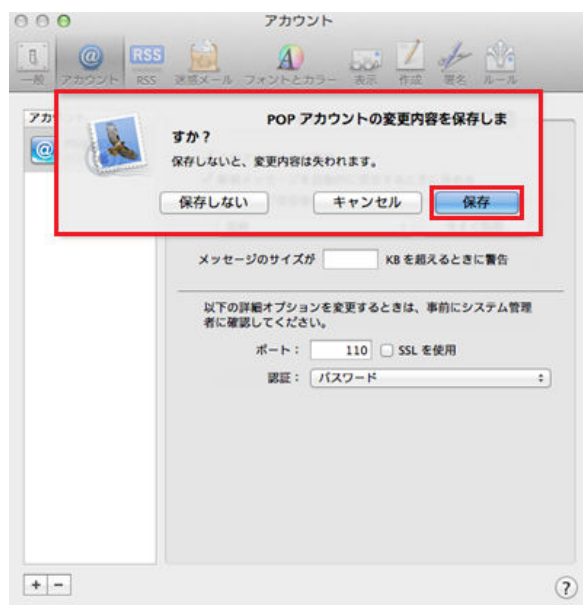 アカウント
RSS
一般 アカウント RSS 迷惑メール フォントとカラー 表示 作成 署名 ルール
アカ
POP アカウントの変更内容を保存しま
すか？
保存しないと、変更内容は失われます。
保存しない キャンセル 保存
メッセージのサイズが KB を超えるときに警告
以下の詳細オプションを変更するときは、事前にシステム管理
者に確認してください。
ポート： 110 SSL を使用
認証： パスワード
+ − ?